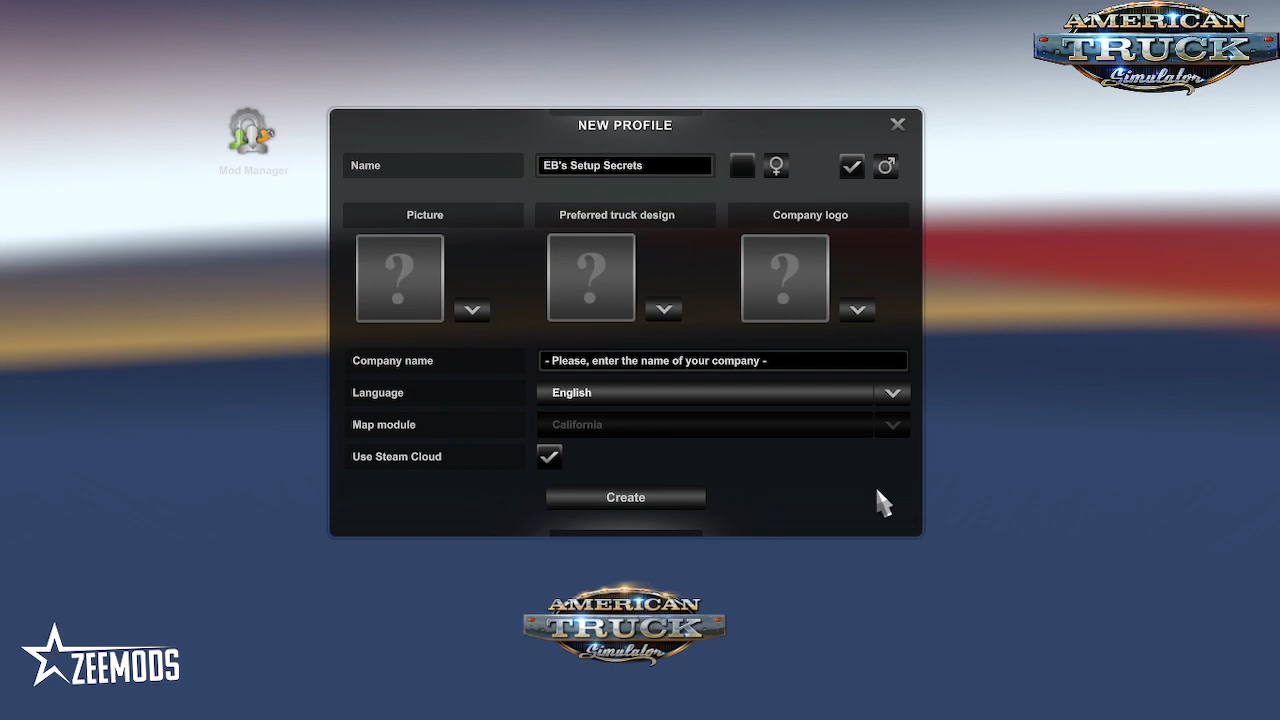 AMERICAN
TRUCK
Simulator
Mod Manager
NEW PROFILE
Name
EB's Setup Secrets
Picture
Preferred truck design
Company logo
?
?
?
Company name
- Please, enter the name of your company -
Language
English
Map module
California
Use Steam Cloud
Create
AMERICAN
TRUCK
Simulator
ZEEMODS